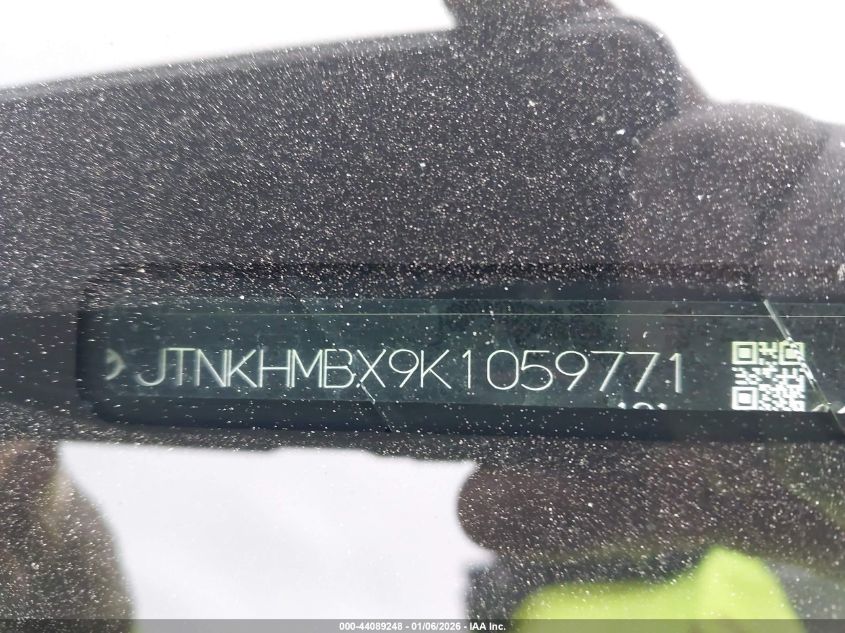 JTNKHMBX9K1059771
000-44089248 - 01/06/2026 - IAA Inc.